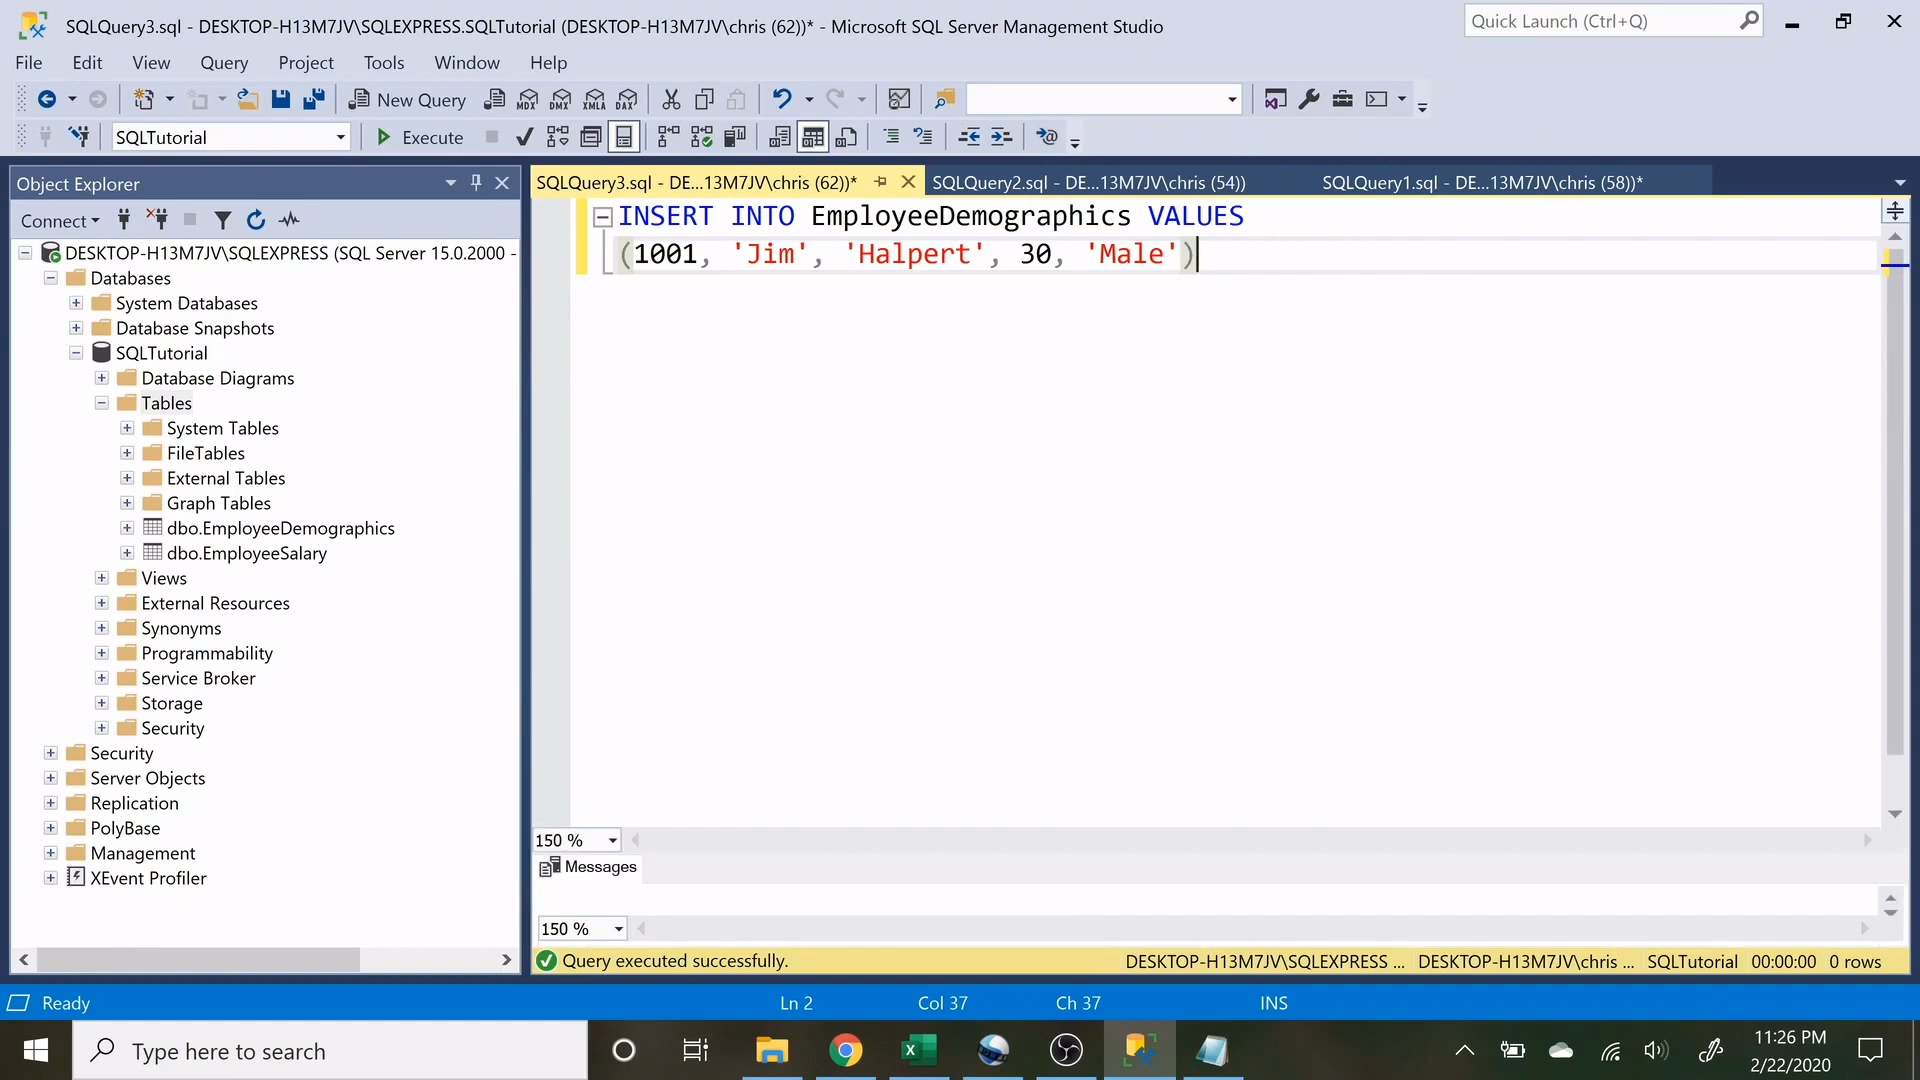 SQLQuery3.sql - DESKTOP-H13M7JV\SQLEXPRESS.SQLTutorial (DESKTOP-H13M7JV\chris (62))* - Microsoft SQL Server Management Studio
Quick Launch (Ctrl+Q)
File Edit View Query Project Tools Window Help
New Query MDX DMX XMLA DAX
SQLTutorial Execute
Object Explorer
SQLQuery3.sql - DE...13M7JV\chris (62))* SQLQuery2.sql - DE...13M7JV\chris (54)) SQLQuery1.sql - DE...13M7JV\chris (58))*
Connect
INSERT INTO EmployeeDemographics VALUES
(1001, 'Jim', 'Halpert', 30, 'Male')
DESKTOP-H13M7JV\SQLEXPRESS (SQL Server 15.0.2000 -
Databases
System Databases
Database Snapshots
SQLTutorial
Database Diagrams
Tables
System Tables
FileTables
External Tables
Graph Tables
dbo.EmployeeDemographics
dbo.EmployeeSalary
Views
External Resources
Synonyms
Programmability
Service Broker
Storage
Security
Security
Server Objects
Replication
PolyBase
Management
XEvent Profiler
150 %
Messages
150 %
Query executed successfully. DESKTOP-H13M7JV\SQLEXPRESS ... DESKTOP-H13M7JV\chris ... SQLTutorial 00:00:00 0 rows
Ready Ln 2 Col 37 Ch 37 INS
Type here to search
11:26 PM
2/22/2020